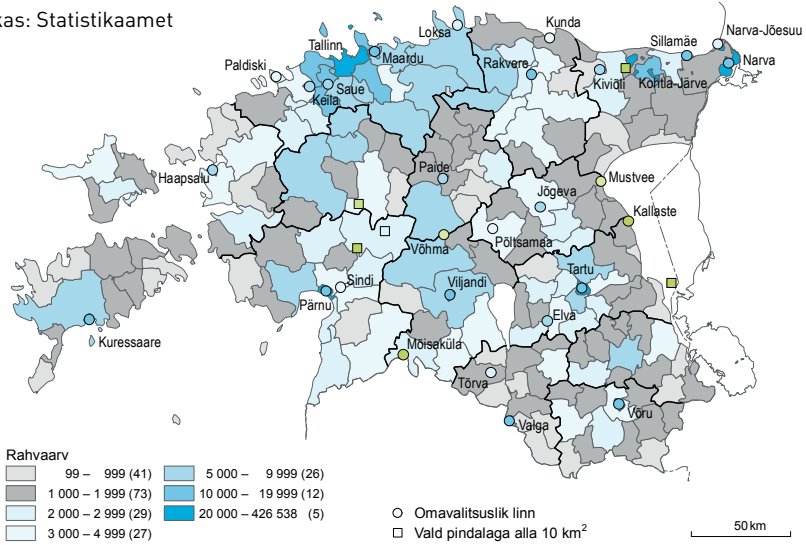 kas: Statistikaamet
Loksa
Kunda
Narva-Jõesuu
Sillamäe
Tallinn
Maardu
Narva
Paldiski
Rakvere
Saue
Kiviõli
Kohtla-Järve
Keila
Paide
Haapsalu
Mustvee
Jõgeva
Kallaste
Põltsamaa
Võhma
Tartu
Sindi
Viljandi
Pärnu
Elva
Kuressaare
Mõisaküla
Tõrva
Võru
Valga
Rahvaarv
99 – 999 (41)
1 000 – 1 999 (73)
2 000 – 2 999 (29)
3 000 – 4 999 (27)
5 000 – 9 999 (26)
10 000 – 19 999 (12)
20 000 – 426 538 (5)
Omavalitsuslik linn
Vald pindalaga alla 10 km²
50 km